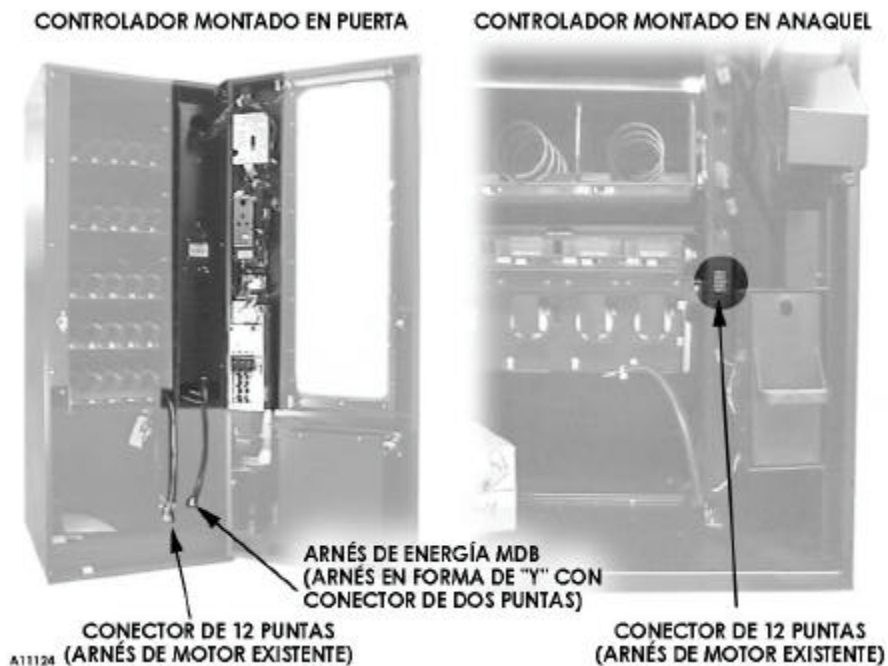 CONTROLADOR MONTADO EN PUERTA
CONTROLADOR MONTADO EN ANAQUEL
ARNÉS DE ENERGÍA MDB
(ARNÉS EN FORMA DE "Y" CON
CONECTOR DE DOS PUNTAS)
CONECTOR DE 12 PUNTAS
(ARNÉS DE MOTOR EXISTENTE)
CONECTOR DE 12 PUNTAS
(ARNÉS DE MOTOR EXISTENTE)
A11124